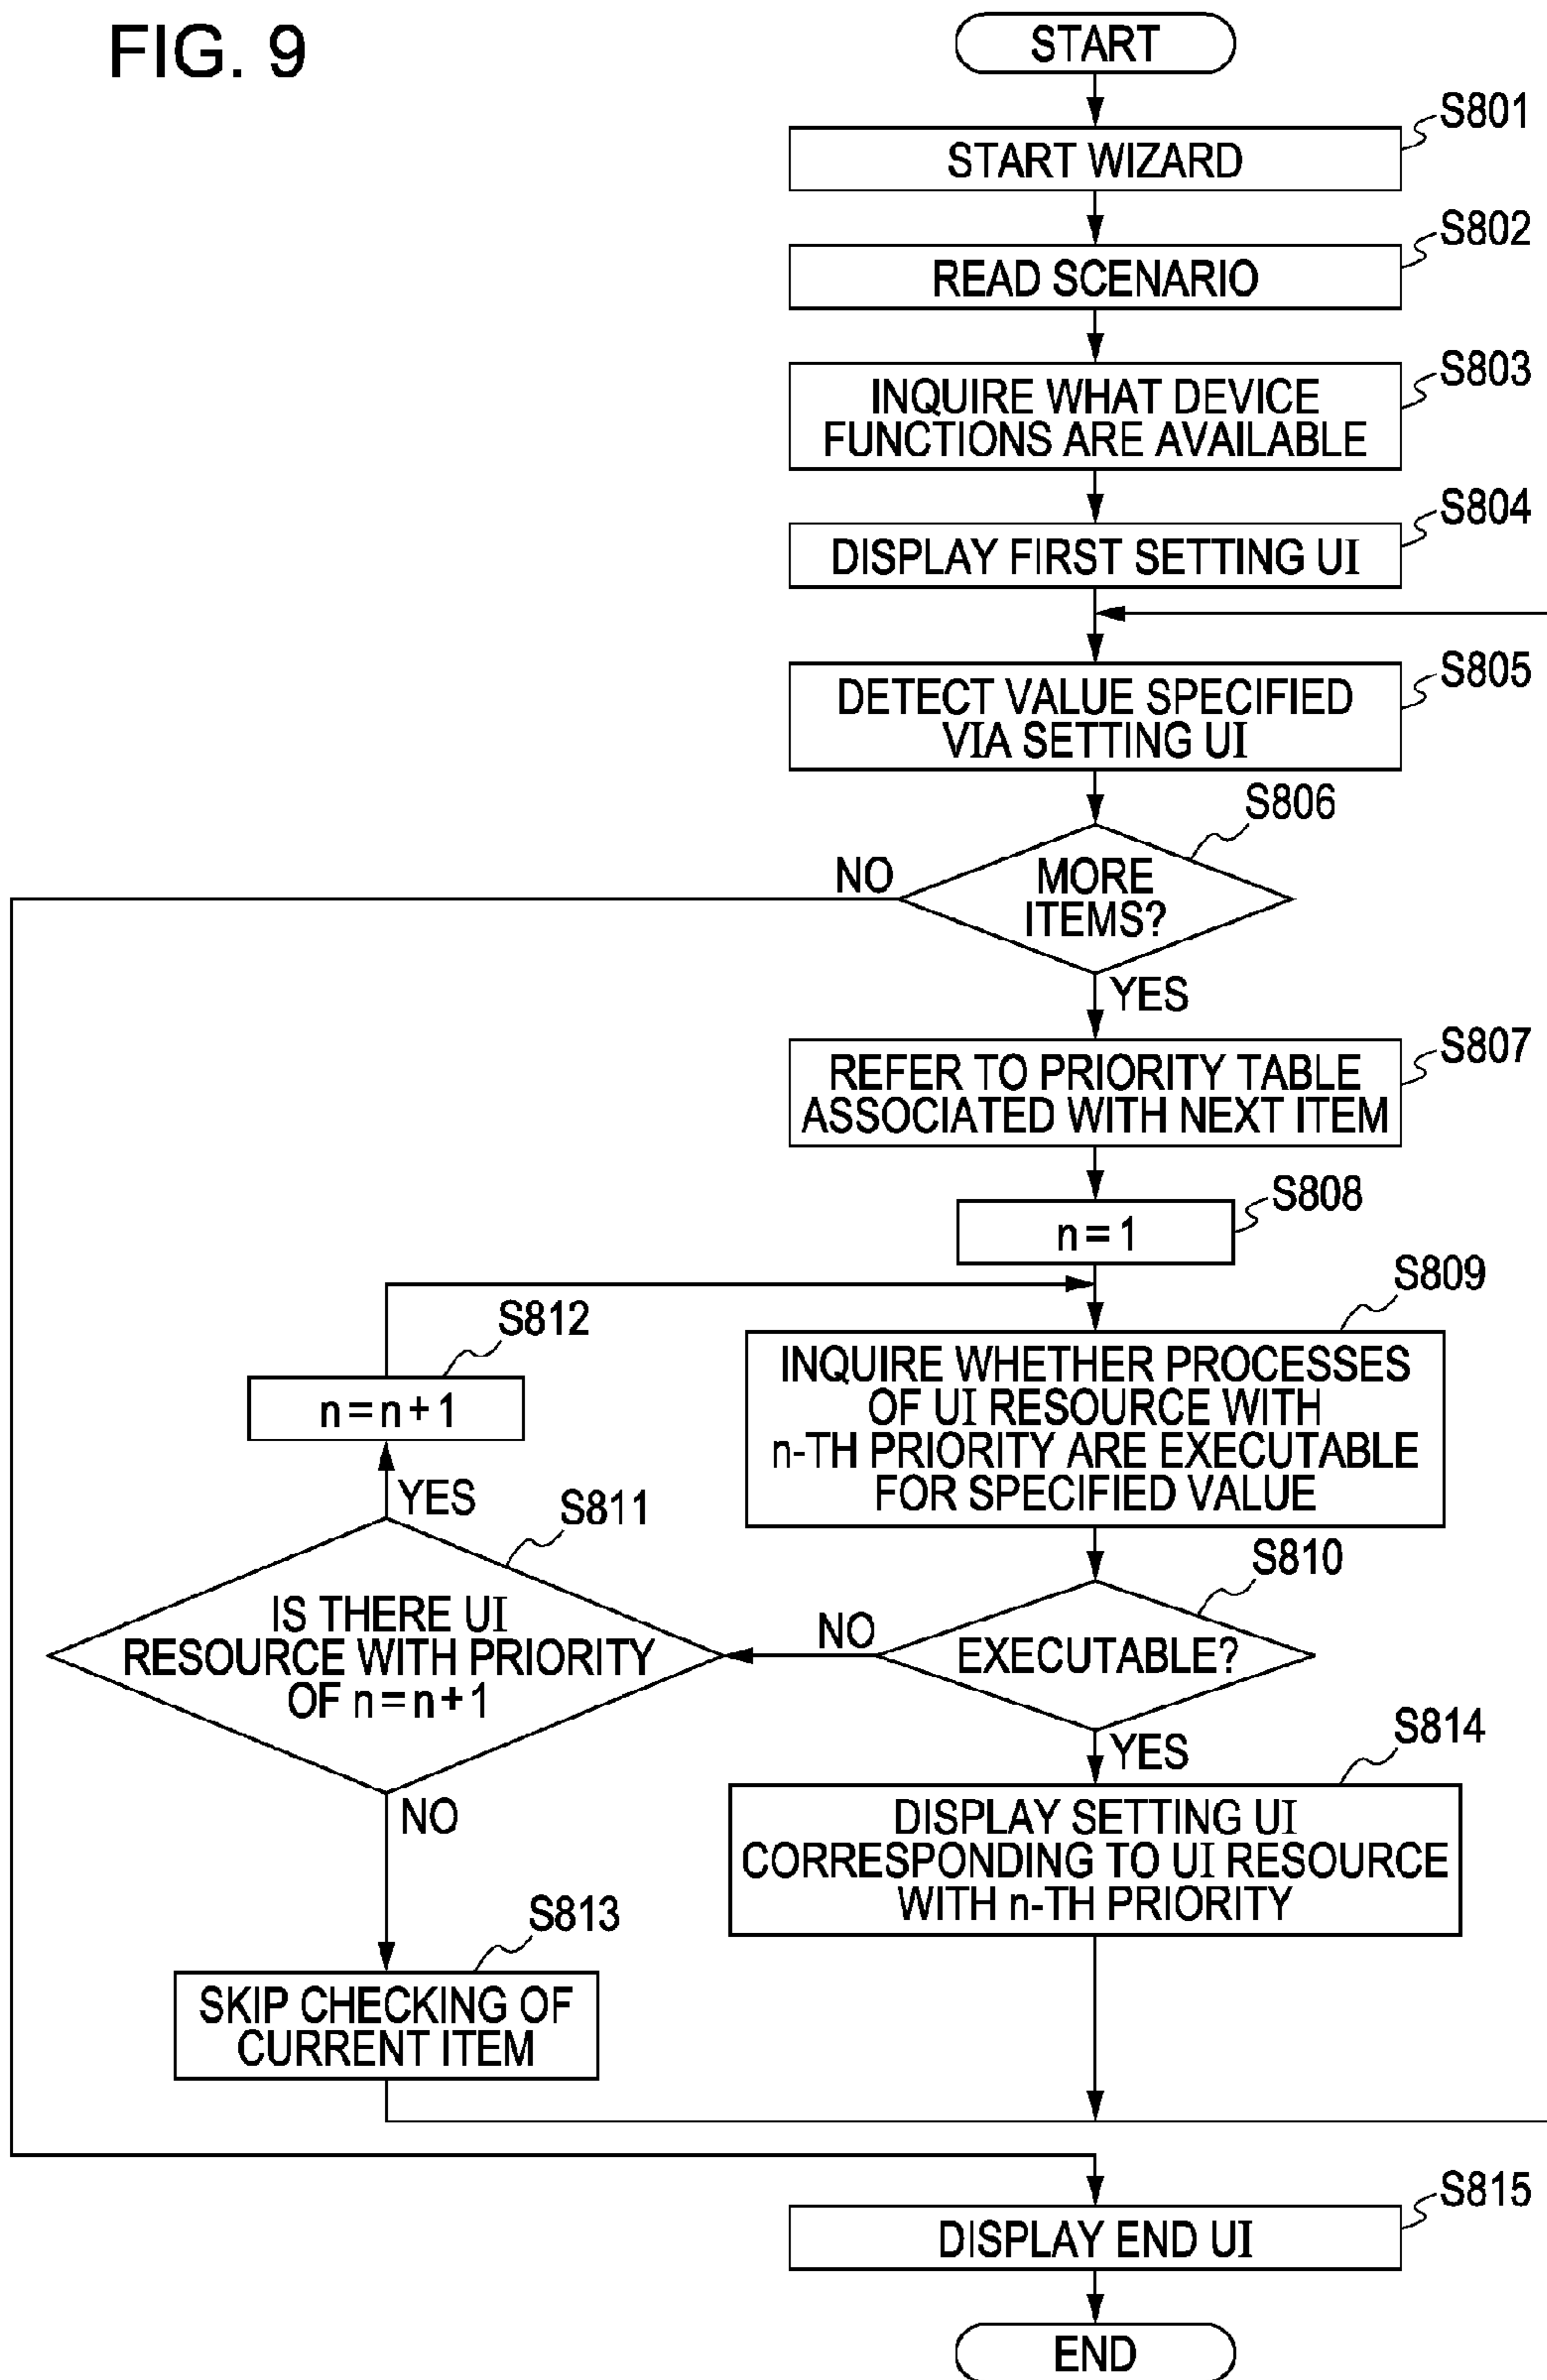 FIG. 9
START
S801
START WIZARD
S802
READ SCENARIO
S803
INQUIRE WHAT DEVICE
FUNCTIONS ARE AVAILABLE
S804
DISPLAY FIRST SETTING UI
S805
DETECT VALUE SPECIFIED
VIA SETTING UI
S806
MORE
ITEMS?
NO
YES
S807
REFER TO PRIORITY TABLE
ASSOCIATED WITH NEXT ITEM
S808
n = 1
S809
INQUIRE WHETHER PROCESSES
OF UI RESOURCE WITH
n-TH PRIORITY ARE EXECUTABLE
FOR SPECIFIED VALUE
S812
n = n + 1
YES
S811
IS THERE UI
RESOURCE WITH PRIORITY
OF n = n + 1
NO
S810
EXECUTABLE?
NO
YES
S814
DISPLAY SETTING UI
CORRESPONDING TO UI RESOURCE
WITH n-TH PRIORITY
S813
SKIP CHECKING OF
CURRENT ITEM
S815
DISPLAY END UI
END